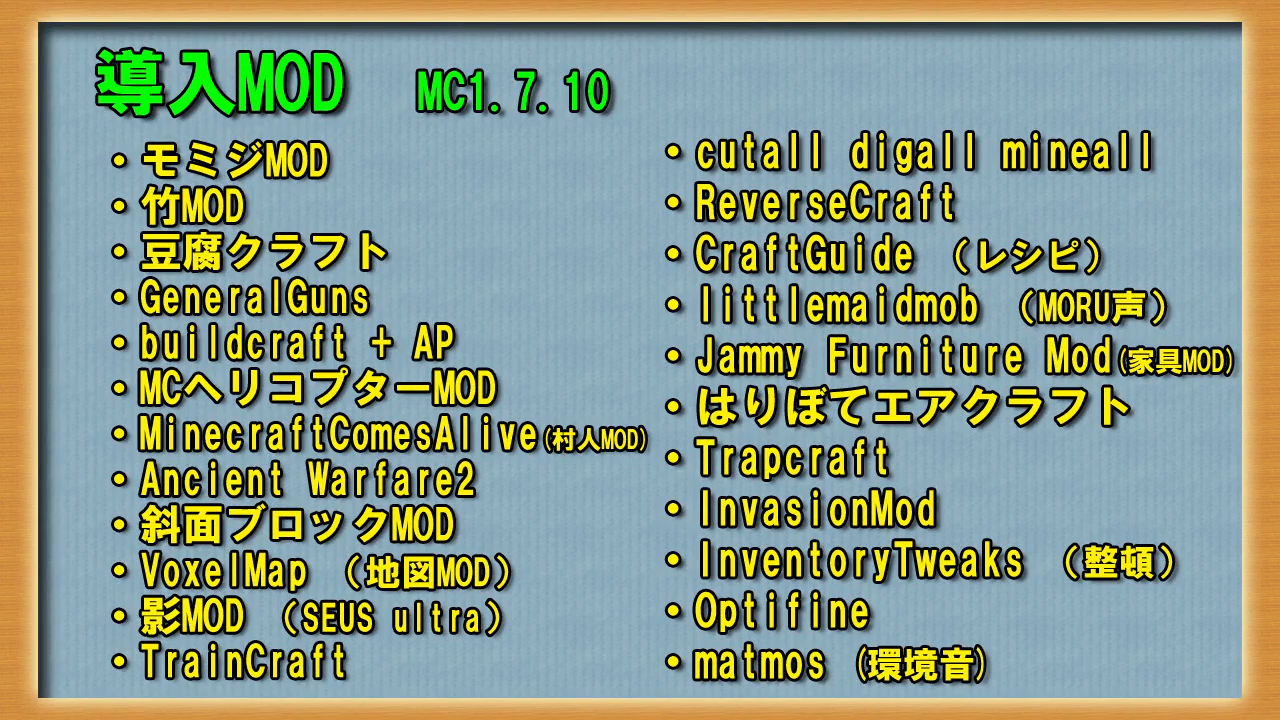 導入MOD MC1.7.10
・モミジMOD
・竹MOD
・豆腐クラフト
・GeneralGuns
・buildcraft + AP
・MCヘリコプターMOD
・MinecraftComesAlive(村人MOD)
・Ancient Warfare2
・斜面ブロックMOD
・VoxelMap （地図MOD）
・影MOD （SEUS ultra）
・TrainCraft
・cutall digall mineall
・ReverseCraft
・CraftGuide （レシピ）
・littlemaidmob （MORU声）
・Jammy Furniture Mod(家具MOD)
・はりぼてエアクラフト
・Trapcraft
・InvasionMod
・InventoryTweaks （整頓）
・Optifine
・matmos (環境音)